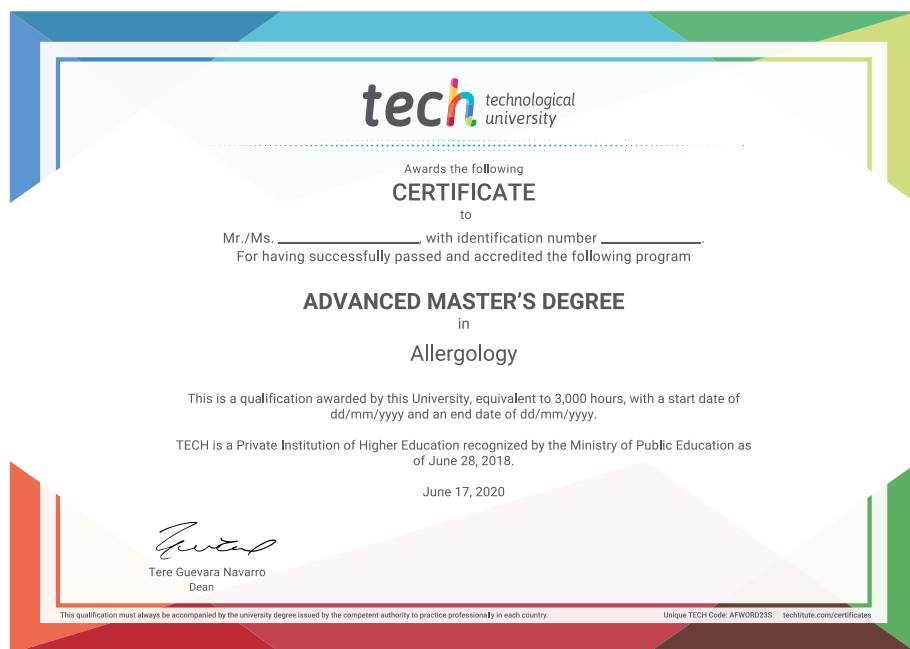 tech technological
university
Awards the following
CERTIFICATE
to
Mr./Ms. ____________________, with identification number ______________.
For having successfully passed and accredited the following program
ADVANCED MASTER'S DEGREE
in
Allergology
This is a qualification awarded by this University, equivalent to 3,000 hours, with a start date of
dd/mm/yyyy and an end date of dd/mm/yyyy.
TECH is a Private Institution of Higher Education recognized by the Ministry of Public Education as
of June 28, 2018.
June 17, 2020
Tere Guevara Navarro
Dean
This qualification must always be accompanied by the university degree issued by the competent authority to practice professionally in each country.
Unique TECH Code: AFWORD23S techtitute.com/certificates